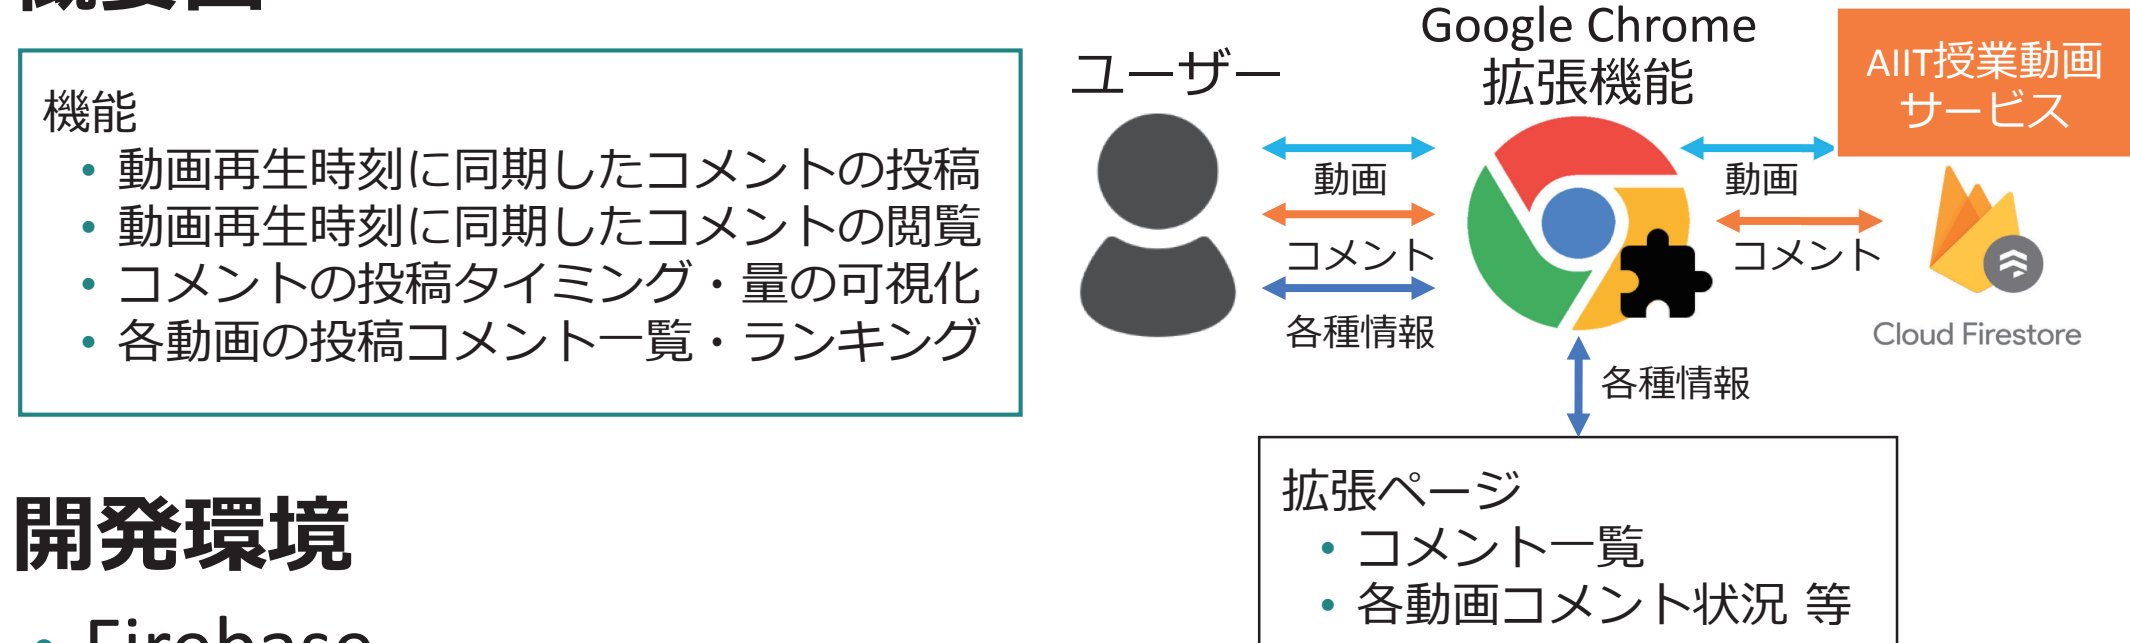 概要図
機能
• 動画再生時刻に同期したコメントの投稿
• 動画再生時刻に同期したコメントの閲覧
• コメントの投稿タイミング・量の可視化
• 各動画の投稿コメント一覧・ランキング
ユーザー
Google Chrome
拡張機能
AIIT授業動画
サービス
動画
コメント
各種情報
動画
コメント
Cloud Firestore
各種情報
拡張ページ
• コメント一覧
• 各動画コメント状況 等
開発環境
• Firebase